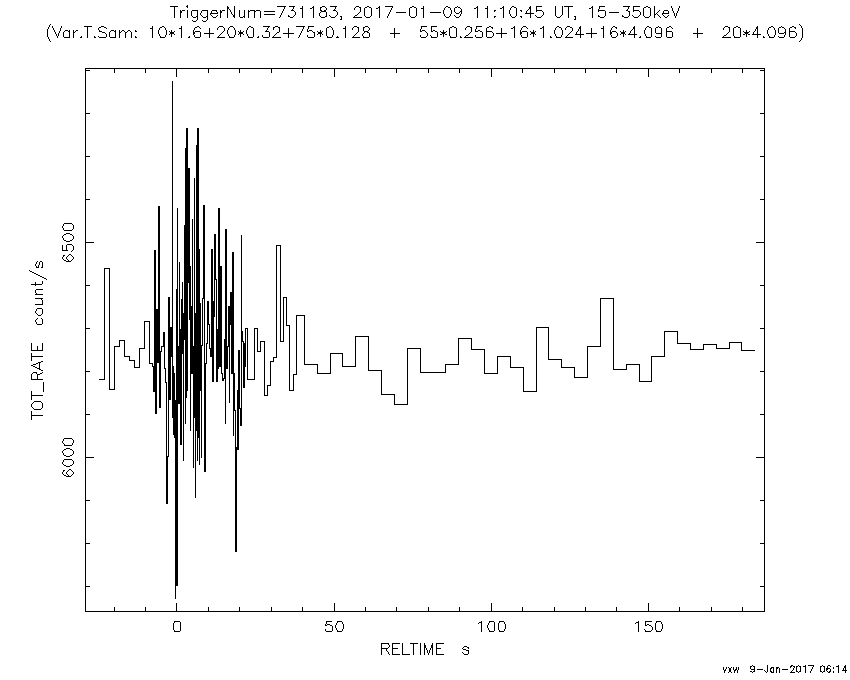 TriggerNum=731183, 2017-01-09 11:10:45 UT, 15-350keV
(Var.T.Sam: 10*1.6+20*0.32+75*0.128 + 55*0.256+16*1.024+16*4.096 + 20*4.096)
TOT_RATE count/s
6500
6000
0 50 100 150
RELTIME s
vxw 9-Jan-2017 06:14